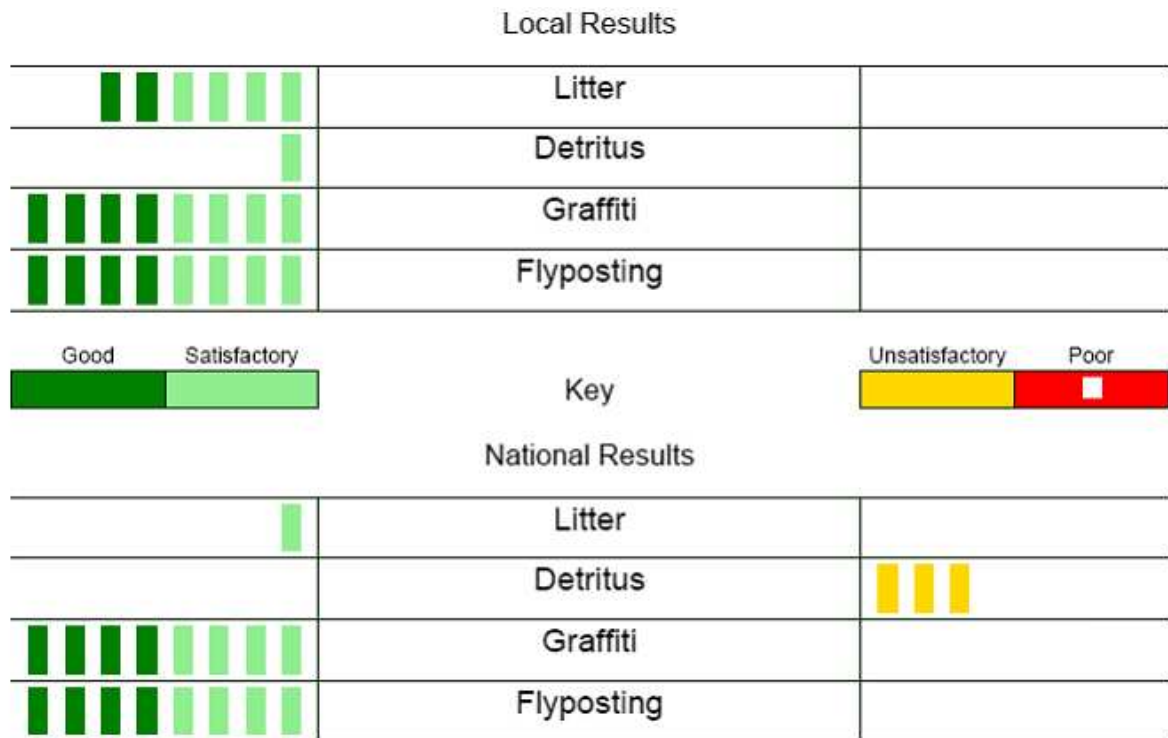 Local Results
Litter
Detritus
Graffiti
Flyposting
Good Satisfactory Key Unsatisfactory Poor
National Results
Litter
Detritus
Graffiti
Flyposting